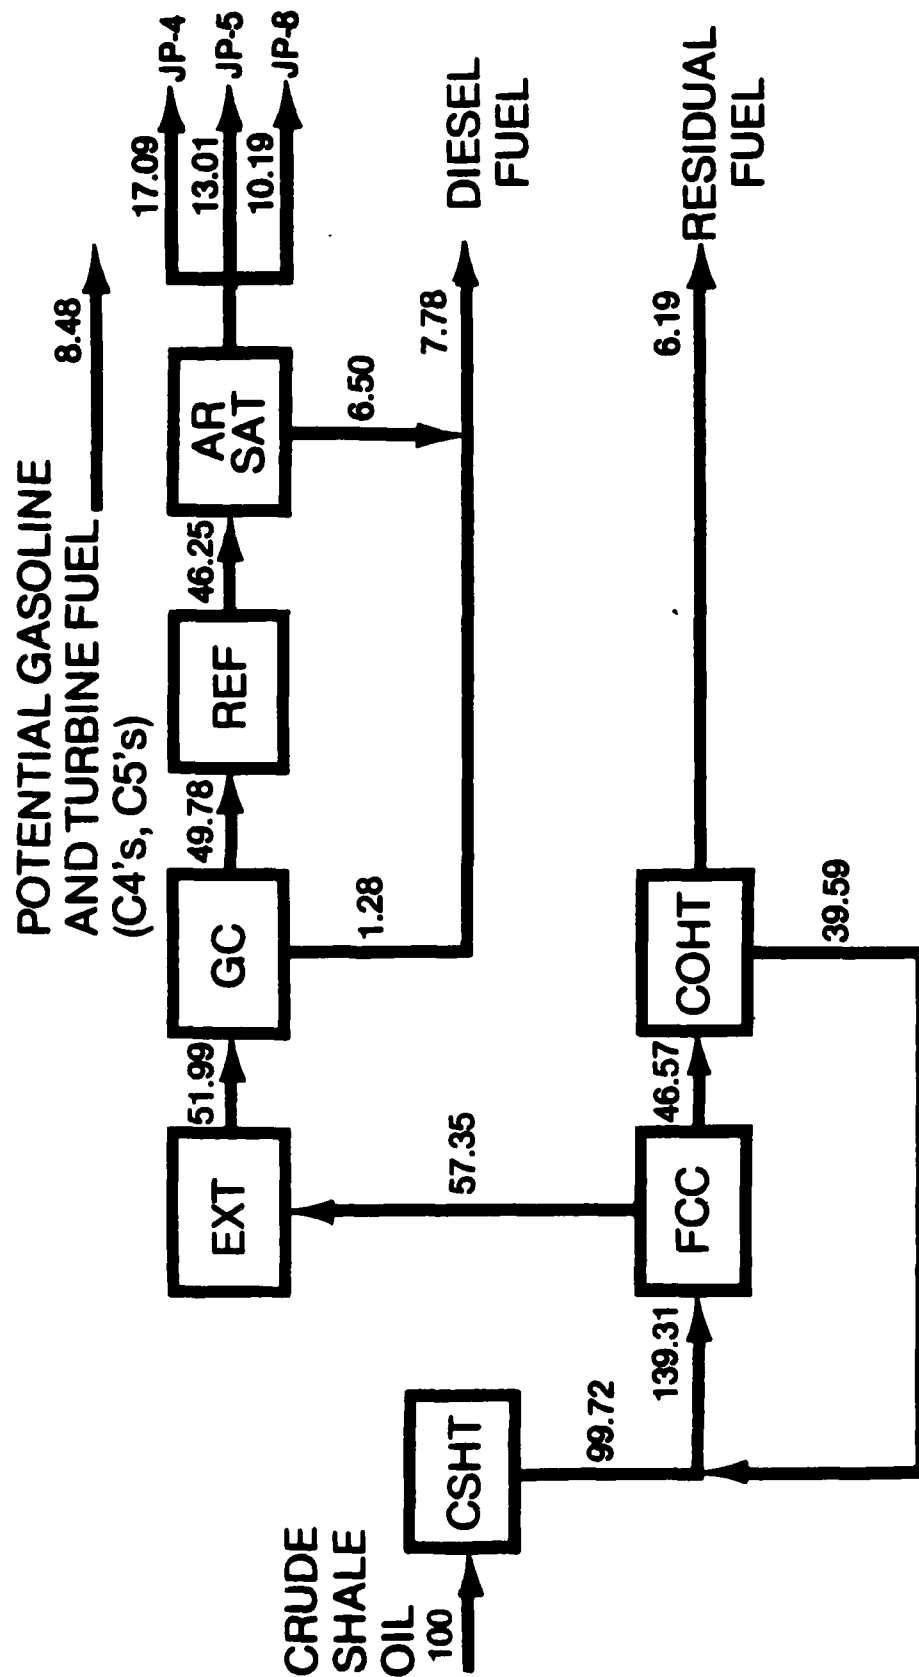 POTENTIAL GASOLINE
AND TURBINE FUEL
(C4's, C5's)
8.48
17.09
JP-4
13.01
JP-5
10.19
JP-8
EXT
51.99
GC
49.78
REF
46.25
AR
SAT
6.50
1.28
7.78
DIESEL
FUEL
57.35
CRUDE
SHALE
OIL
100
CSHT
99.72
139.31
FCC
46.57
COHT
6.19
RESIDUAL
FUEL
39.59